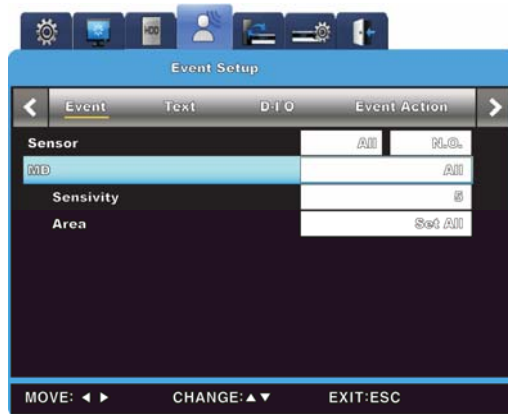 HDD
Event Setup
Event Text D-I/O Event Action
Sensor All N.O.
MD All
Sensivity 5
Area Set All
MOVE: ◄ ► CHANGE:▲▼ EXIT:ESC